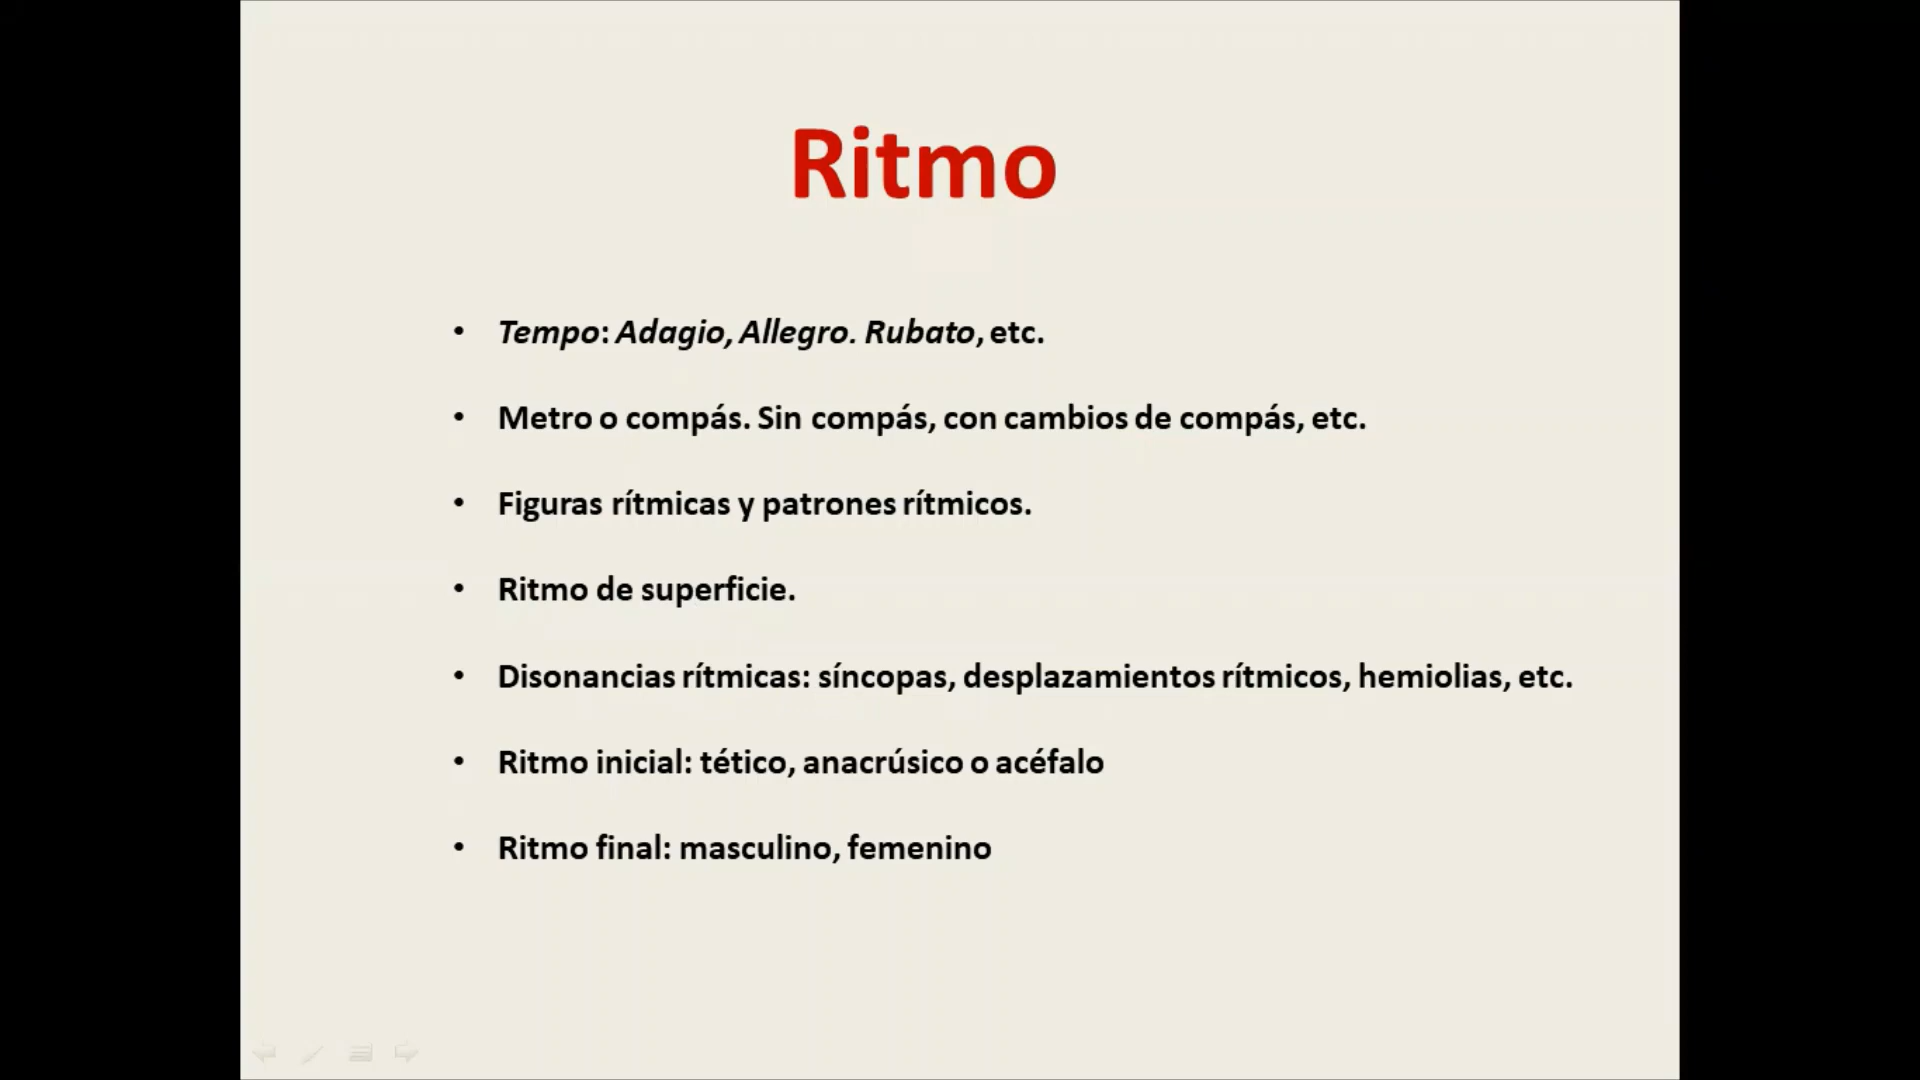 Ritmo
• Tempo: Adagio, Allegro. Rubato, etc.
• Metro o compás. Sin compás, con cambios de compás, etc.
• Figuras rítmicas y patrones rítmicos.
• Ritmo de superficie.
• Disonancias rítmicas: síncopas, desplazamientos rítmicos, hemiolias, etc.
• Ritmo inicial: tético, anacrúsico o acéfalo
• Ritmo final: masculino, femenino